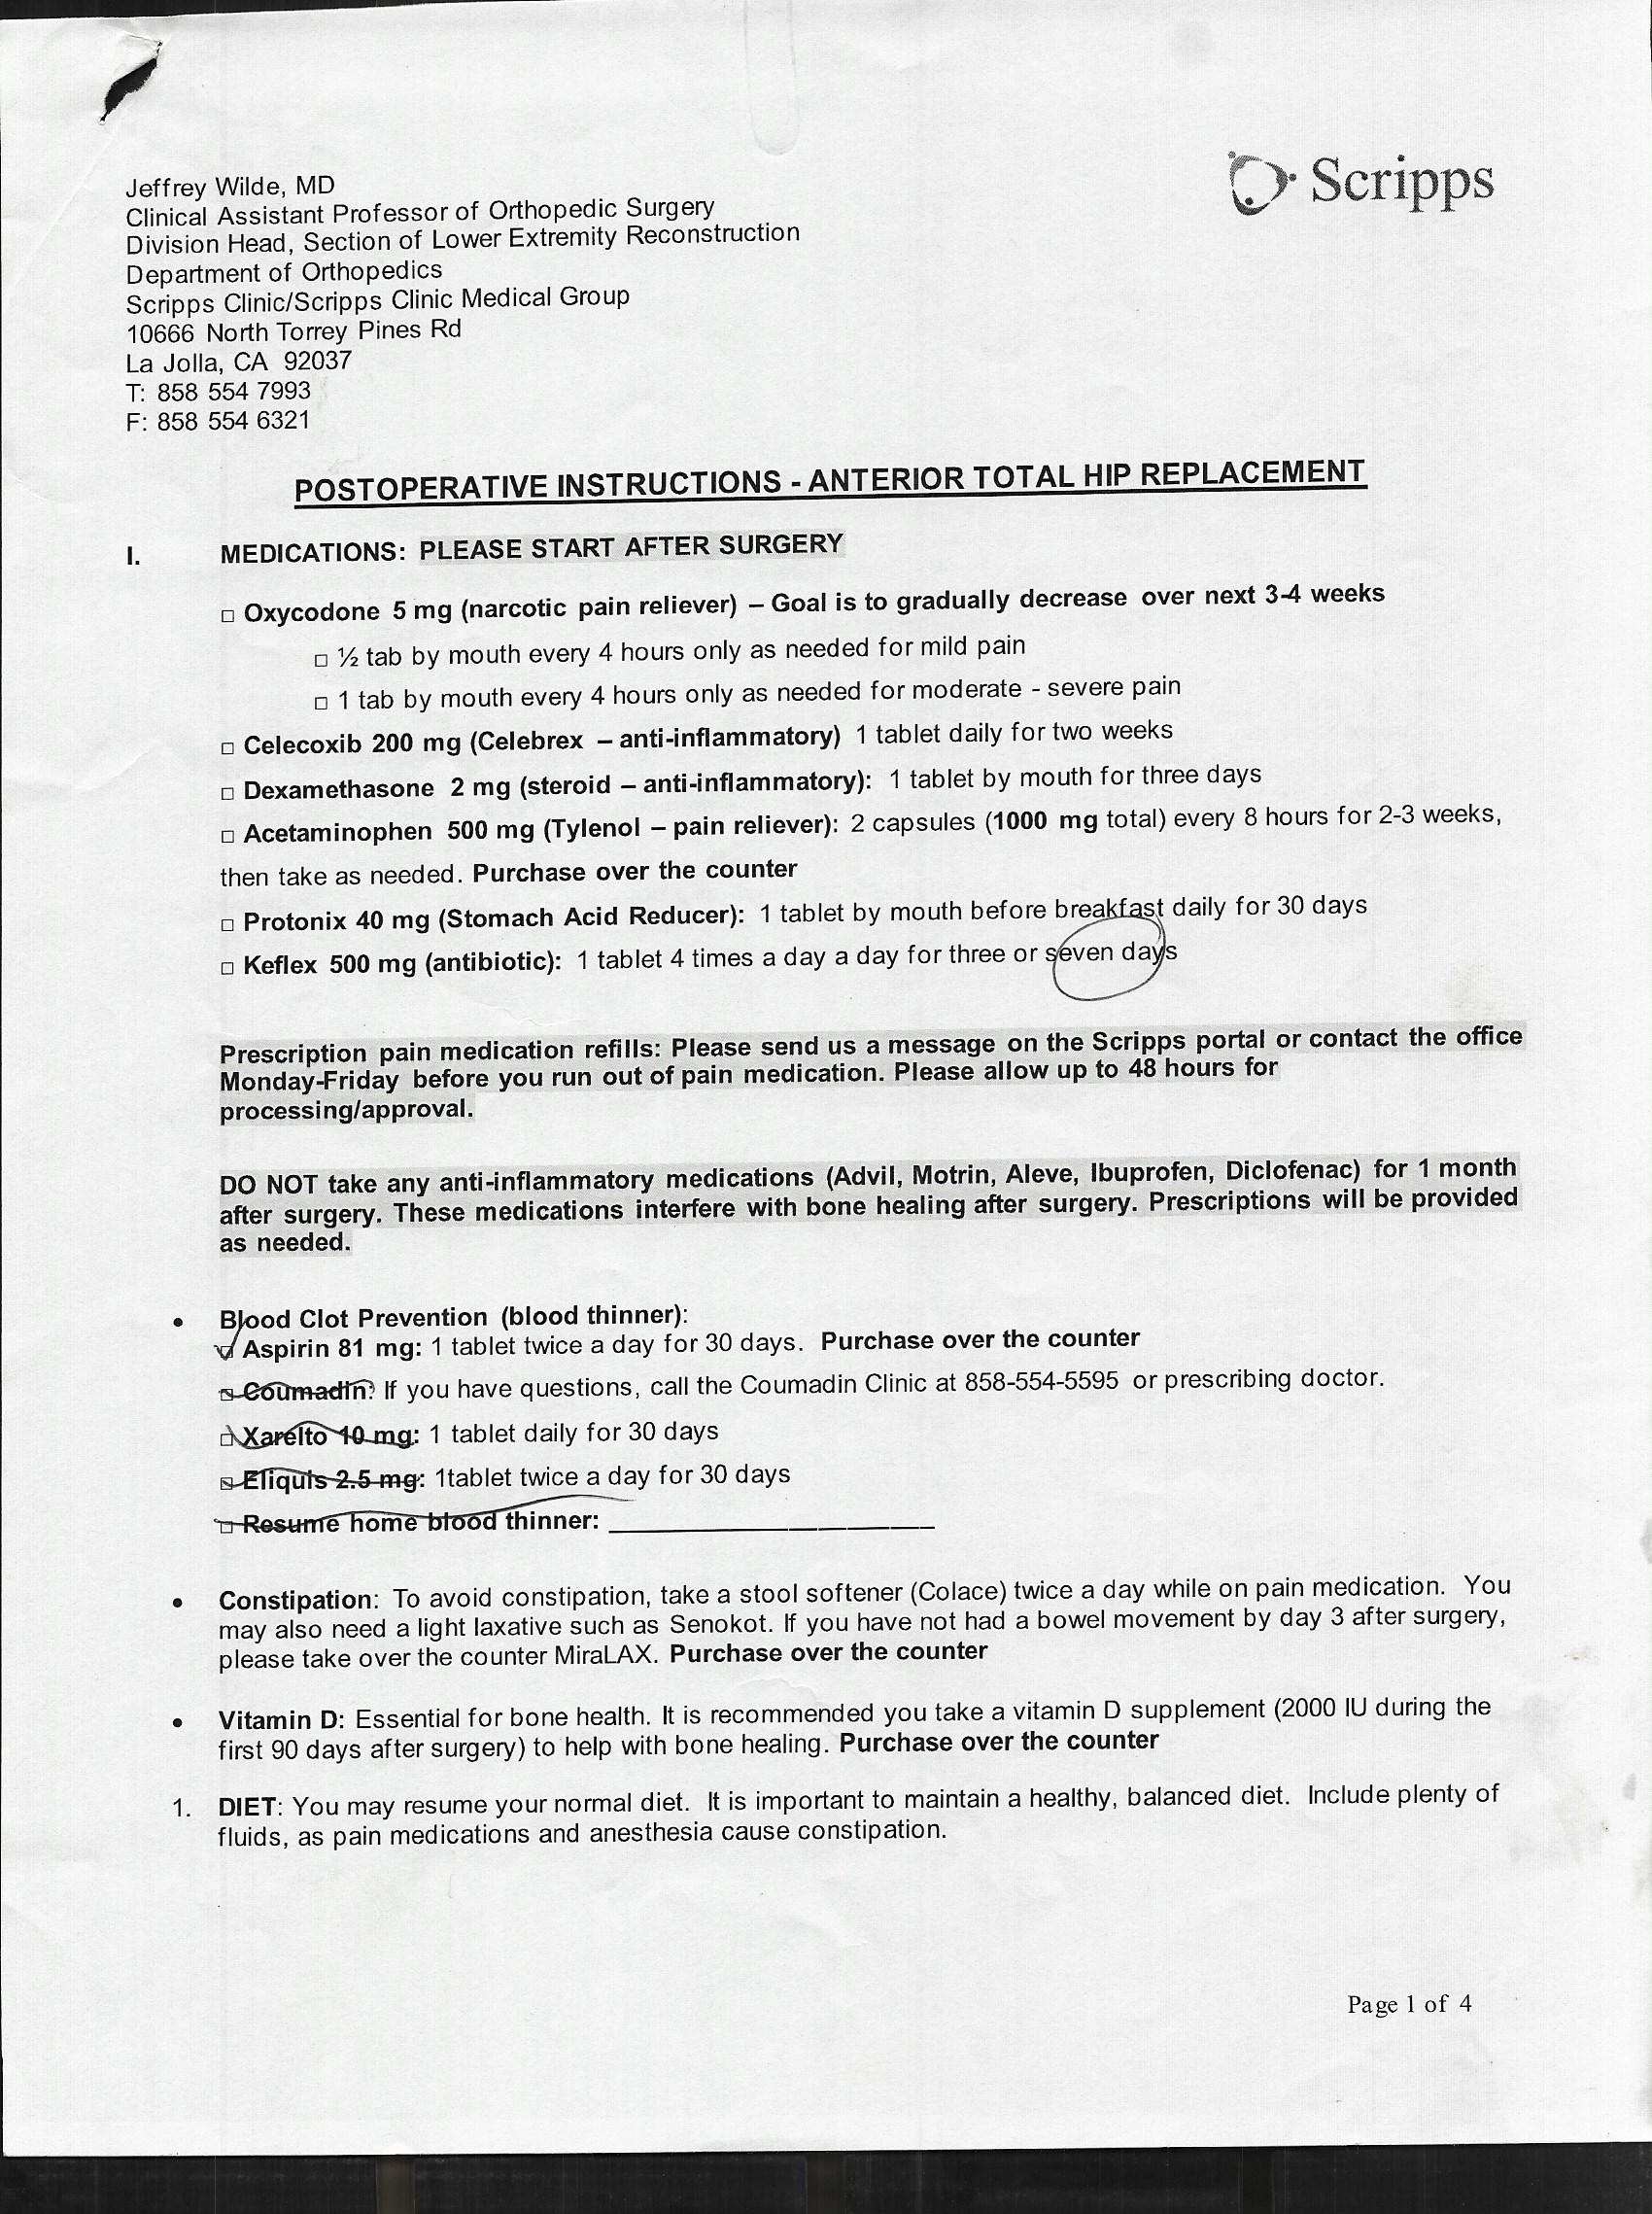 Scripps
Jeffrey Wilde, MD
Clinical Assistant Professor of Orthopedic Surgery
Division Head, Section of Lower Extremity Reconstruction
Department of Orthopedics
Scripps Clinic/Scripps Clinic Medical Group
10666 North Torrey Pines Rd
La Jolla, CA 92037
T: 858 554 7993
F: 858 554 6321
POSTOPERATIVE INSTRUCTIONS - ANTERIOR TOTAL HIP REPLACEMENT
I. MEDICATIONS: PLEASE START AFTER SURGERY
□ Oxycodone 5 mg (narcotic pain reliever) – Goal is to gradually decrease over next 3-4 weeks
□ ½ tab by mouth every 4 hours only as needed for mild pain
□ 1 tab by mouth every 4 hours only as needed for moderate - severe pain
□ Celecoxib 200 mg (Celebrex – anti-inflammatory) 1 tablet daily for two weeks
□ Dexamethasone 2 mg (steroid – anti-inflammatory): 1 tablet by mouth for three days
□ Acetaminophen 500 mg (Tylenol – pain reliever): 2 capsules (1000 mg total) every 8 hours for 2-3 weeks,
then take as needed. Purchase over the counter
□ Protonix 40 mg (Stomach Acid Reducer): 1 tablet by mouth before breakfast daily for 30 days
□ Keflex 500 mg (antibiotic): 1 tablet 4 times a day a day for three or seven days
Prescription pain medication refills: Please send us a message on the Scripps portal or contact the office
Monday-Friday before you run out of pain medication. Please allow up to 48 hours for
processing/approval.
DO NOT take any anti-inflammatory medications (Advil, Motrin, Aleve, Ibuprofen, Diclofenac) for 1 month
after surgery. These medications interfere with bone healing after surgery. Prescriptions will be provided
as needed.
• Blood Clot Prevention (blood thinner):
☑ Aspirin 81 mg: 1 tablet twice a day for 30 days. Purchase over the counter
□ Coumadin: If you have questions, call the Coumadin Clinic at 858-554-5595 or prescribing doctor.
□ Xarelto 10 mg: 1 tablet daily for 30 days
□ Eliquis 2.5 mg: 1tablet twice a day for 30 days
□ Resume home blood thinner: ____________________
• Constipation: To avoid constipation, take a stool softener (Colace) twice a day while on pain medication. You
may also need a light laxative such as Senokot. If you have not had a bowel movement by day 3 after surgery,
please take over the counter MiraLAX. Purchase over the counter
• Vitamin D: Essential for bone health. It is recommended you take a vitamin D supplement (2000 IU during the
first 90 days after surgery) to help with bone healing. Purchase over the counter
1. DIET: You may resume your normal diet. It is important to maintain a healthy, balanced diet. Include plenty of
fluids, as pain medications and anesthesia cause constipation.
Page 1 of 4